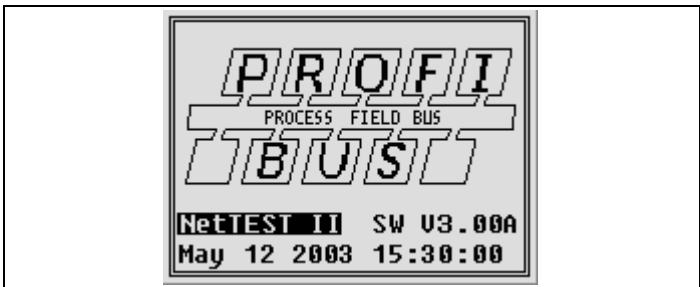 PROFI
PROCESS FIELD BUS
BUS
NetTEST II SW V3.00A
May 12 2003 15:30:00